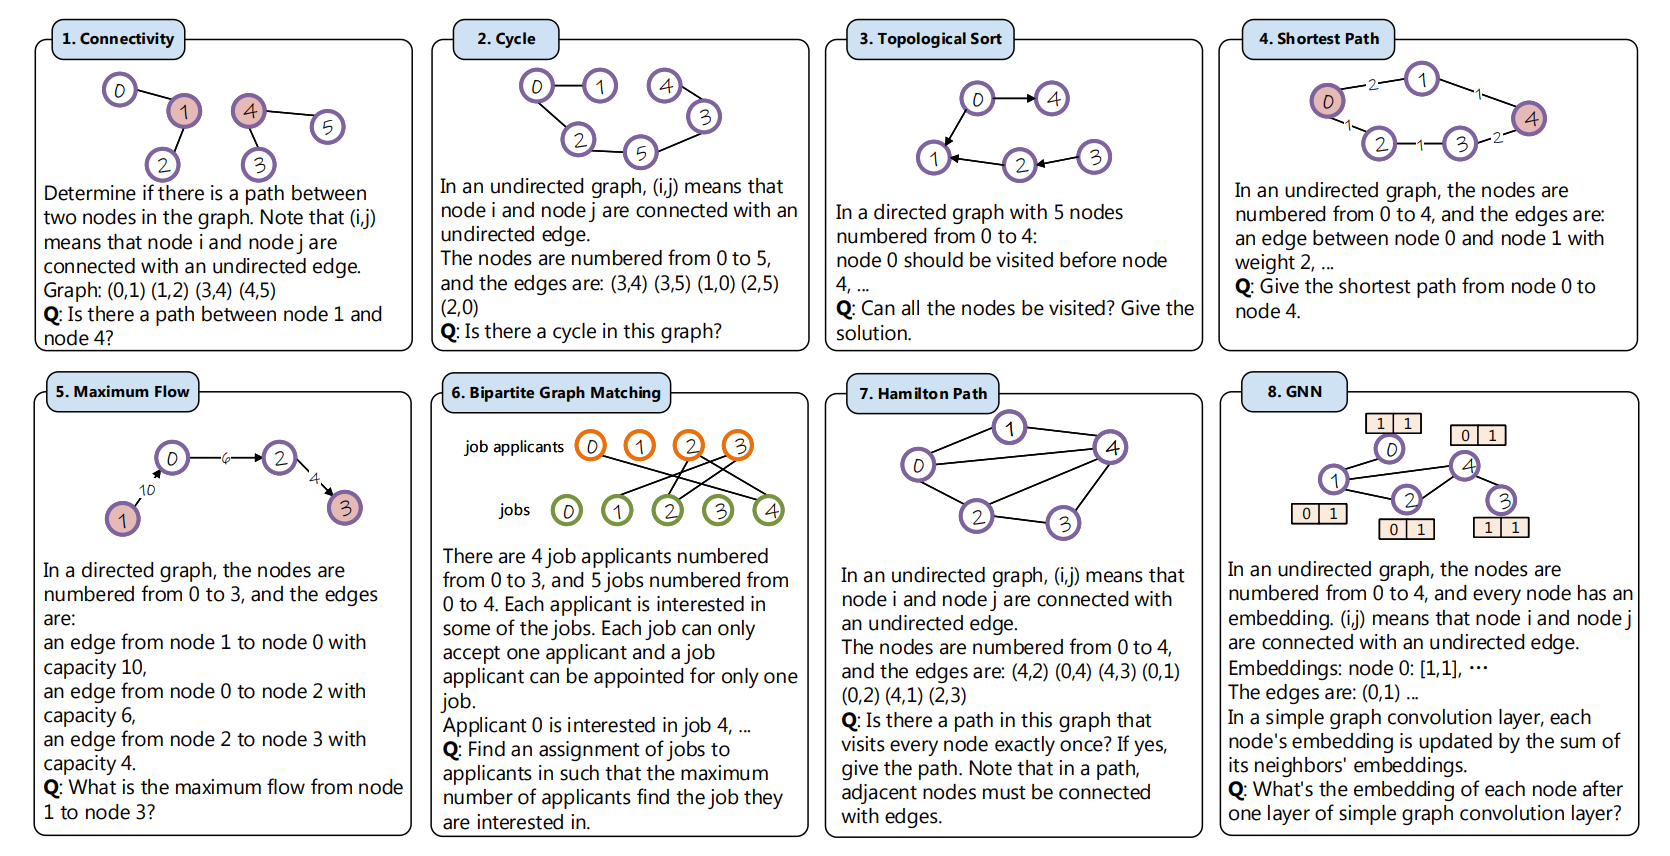 1. Connectivity
0
1
4
5
2
3
Determine if there is a path between
two nodes in the graph. Note that (i,j)
means that node i and node j are
connected with an undirected edge.
Graph: (0,1) (1,2) (3,4) (4,5)
Q: Is there a path between node 1 and
node 4?
2. Cycle
0
1
4
3
2
5
In an undirected graph, (i,j) means that
node i and node j are connected with an
undirected edge.
The nodes are numbered from 0 to 5,
and the edges are: (3,4) (3,5) (1,0) (2,5)
(2,0)
Q: Is there a cycle in this graph?
3. Topological Sort
0
4
1
2
3
In a directed graph with 5 nodes
numbered from 0 to 4:
node 0 should be visited before node
4, ...
Q: Can all the nodes be visited? Give the
solution.
4. Shortest Path
0
2
1
1
4
1
2
1
3
2
In an undirected graph, the nodes are
numbered from 0 to 4, and the edges are:
an edge between node 0 and node 1 with
weight 2, ...
Q: Give the shortest path from node 0 to
node 4.
5. Maximum Flow
0
6
2
10
4
1
3
In a directed graph, the nodes are
numbered from 0 to 3, and the edges
are:
an edge from node 1 to node 0 with
capacity 10,
an edge from node 0 to node 2 with
capacity 6,
an edge from node 2 to node 3 with
capacity 4.
Q: What is the maximum flow from node
1 to node 3?
6. Bipartite Graph Matching
job applicants 0 1 2 3
jobs 0 1 2 3 4
There are 4 job applicants numbered
from 0 to 3, and 5 jobs numbered from
0 to 4. Each applicant is interested in
some of the jobs. Each job can only
accept one applicant and a job
applicant can be appointed for only one
job.
Applicant 0 is interested in job 4, ...
Q: Find an assignment of jobs to
applicants in such that the maximum
number of applicants find the job they
are interested in.
7. Hamilton Path
1
4
0
2
3
In an undirected graph, (i,j) means that
node i and node j are connected with
an undirected edge.
The nodes are numbered from 0 to 4,
and the edges are: (4,2) (0,4) (4,3) (0,1)
(0,2) (4,1) (2,3)
Q: Is there a path in this graph that
visits every node exactly once? If yes,
give the path. Note that in a path,
adjacent nodes must be connected
with edges.
8. GNN
1 1
0
0 1
4
1
2
3
0 1
0 1
1 1
In an undirected graph, the nodes are
numbered from 0 to 4, and every node has an
embedding. (i,j) means that node i and node j
are connected with an undirected edge.
Embeddings: node 0: [1,1], ···
The edges are: (0,1) ...
In a simple graph convolution layer, each
node's embedding is updated by the sum of
its neighbors' embeddings.
Q: What's the embedding of each node after
one layer of simple graph convolution layer?